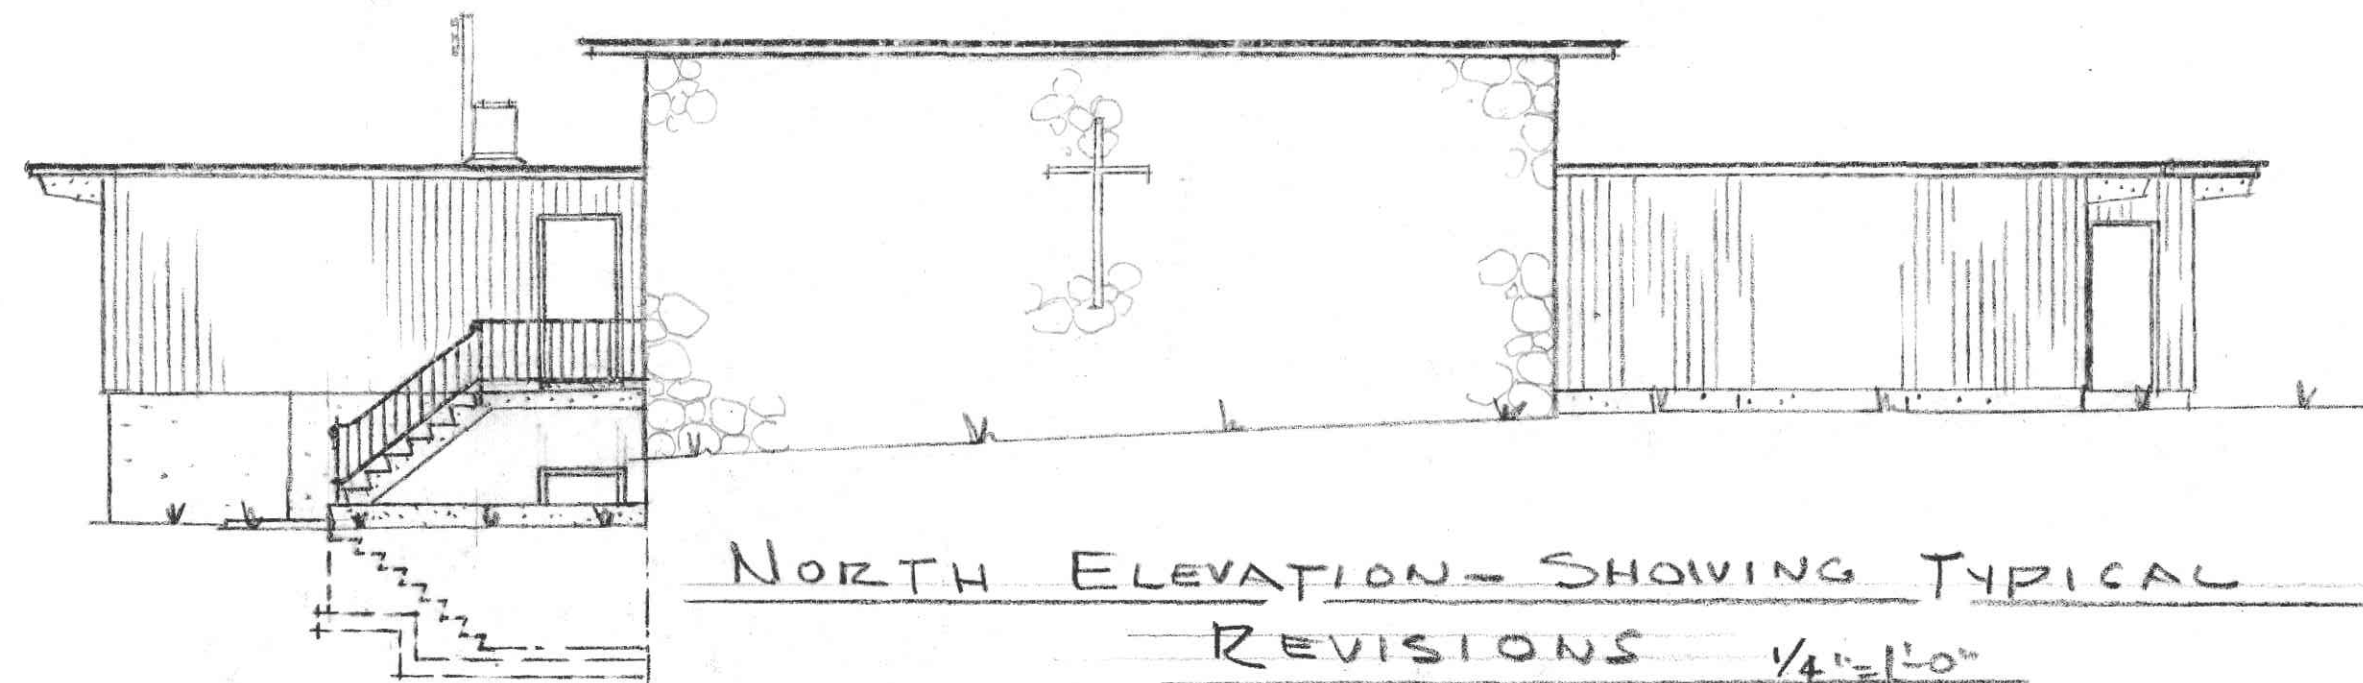 NORTH ELEVATION - SHOWING TYPICAL
REVISIONS 1/4"=1'-0"